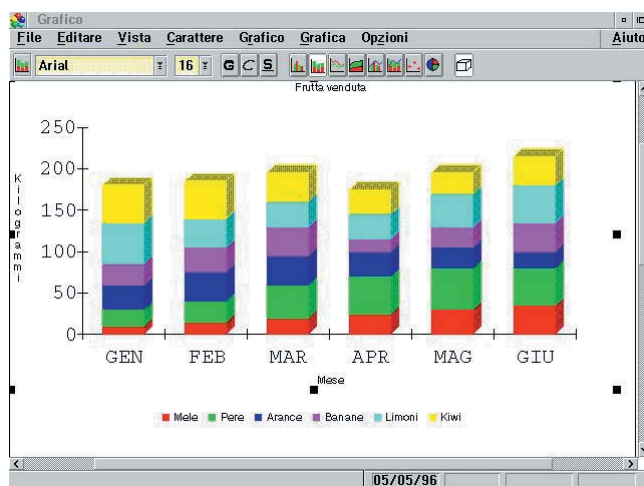 Grafico
File Editare Vista Carattere Grafico Grafica Opzioni Aiuto
Arial 16 G C S
Frutta venduta
250
200
150
100
50
0
Kilogrammi
GEN FEB MAR APR MAG GIU
Mese
Mele Pere Arance Banane Limoni Kiwi
05/05/96